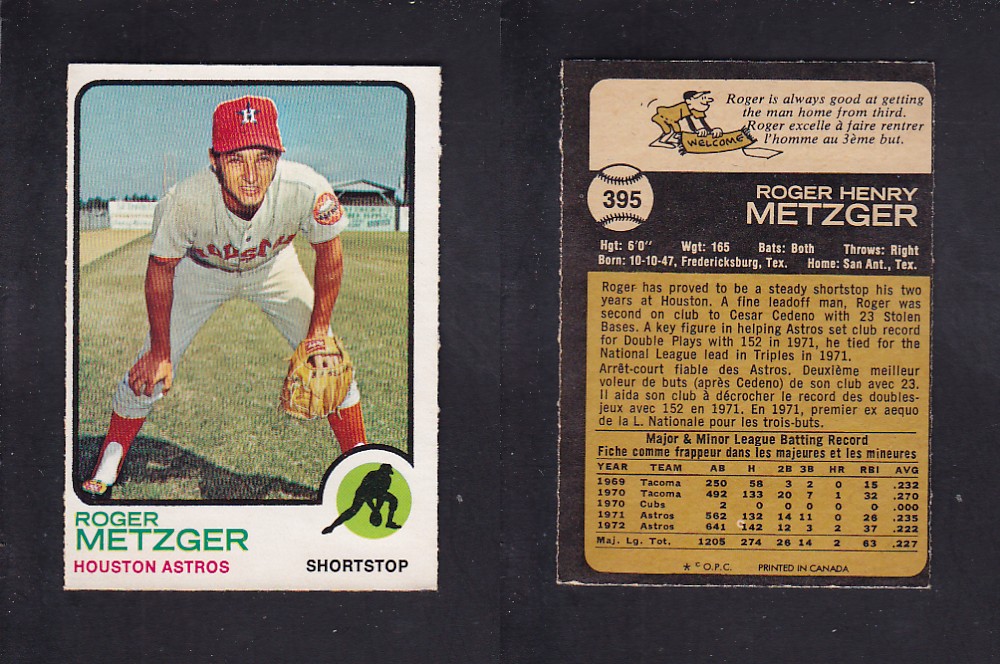 H
HOUSTON
ROGER
METZGER
HOUSTON ASTROS
SHORTSTOP
Roger is always good at getting
the man home from third.
Roger excelle à faire rentrer
l'homme au 3ème but.
WELCOME
395
ROGER HENRY
METZGER
Hgt: 6'0" Wgt: 165 Bats: Both Throws: Right
Born: 10-10-47, Fredericksburg, Tex. Home: San Ant., Tex.
Roger has proved to be a steady shortstop his two
years at Houston. A fine leadoff man, Roger was
second on club to Cesar Cedeno with 23 Stolen
Bases. A key figure in helping Astros set club record
for Double Plays with 152 in 1971, he tied for the
National League lead in Triples in 1971.
Arrêt-court fiable des Astros. Deuxième meilleur
voleur de buts (après Cedeno) de son club avec 23.
Il aida son club à décrocher le record des doubles-
jeux avec 152 en 1971. En 1971, premier ex aequo
de la L. Nationale pour les trois-buts.
Major & Minor League Batting Record
Fiche comme frappeur dans les majeures et les mineures
YEAR TEAM AB H 2B 3B HR RBI AVG
1969 Tacoma 250 58 3 2 0 15 .232
1970 Tacoma 492 133 20 7 1 32 .270
1970 Cubs 2 0 0 0 0 0 .000
1971 Astros 562 132 14 11 0 26 .235
1972 Astros 641 142 12 3 2 37 .222
Maj. Lg. Tot. 1205 274 26 14 2 63 .227
* © O.P.C. PRINTED IN CANADA